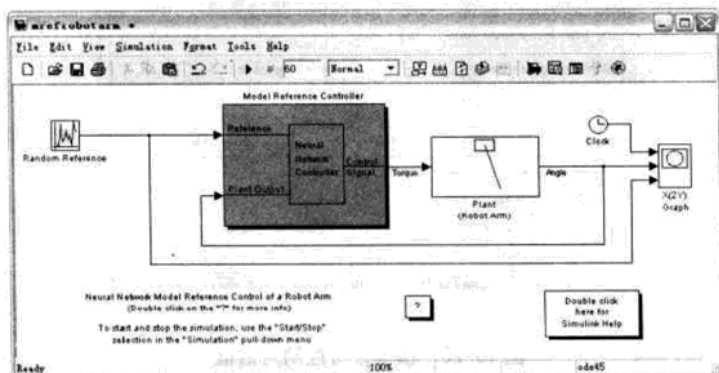 mrefrobotarm *
File Edit View Simulation Format Tools Help
60 Normal
Model Reference Controller
Reference
Random Reference
Neural
Network
Controller
Control
Signal
Plant Output
Torque
Plant
(Robot Arm)
Angle
Clock
X(2Y)
Graph
Neural Network Model Reference Control of a Robot Arm
(Double click on the "?" for more info)
?
Double click
here for
Simulink Help
To start and stop the simulation, use the "Start/Stop"
selection in the "Simulation" pull-down menu
Ready 100% ode45